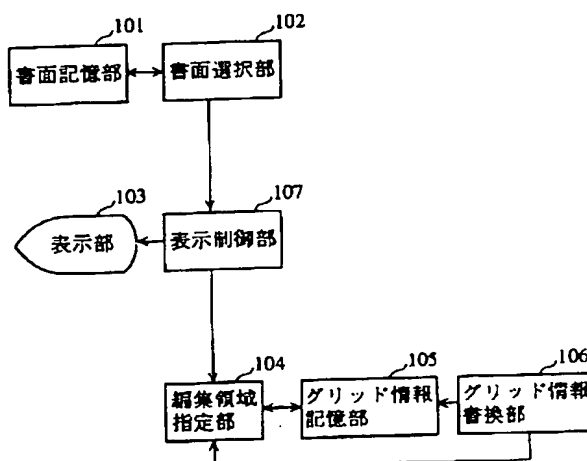 101
102
書面記憶部
書面選択部
103
107
表示部
表示制御部
104
105
106
編集領域
指定部
グリッド情報
記憶部
グリッド情報
書換部